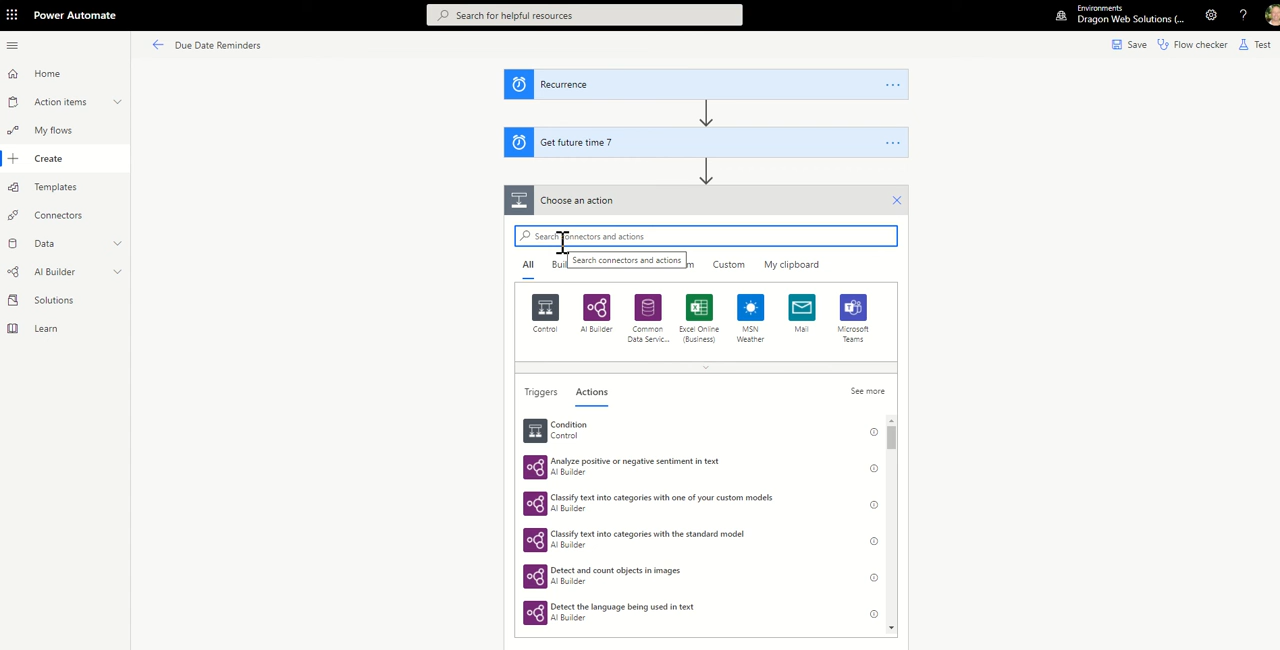 Power Automate
Search for helpful resources
Environments
Dragon Web Solutions (...
?
Due Date Reminders
Save
Flow checker
Test
Home
Action items
My flows
Create
Templates
Connectors
Data
AI Builder
Solutions
Learn
Recurrence
...
Get future time 7
...
Choose an action
Search connectors and actions
Search connectors and actions
All
Custom
My clipboard
Control
AI Builder
Common
Data Servic...
Excel Online
(Business)
MSN
Weather
Mail
Microsoft
Teams
Triggers
Actions
See more
Condition
Control
Analyze positive or negative sentiment in text
AI Builder
Classify text into categories with one of your custom models
AI Builder
Classify text into categories with the standard model
AI Builder
Detect and count objects in images
AI Builder
Detect the language being used in text
AI Builder